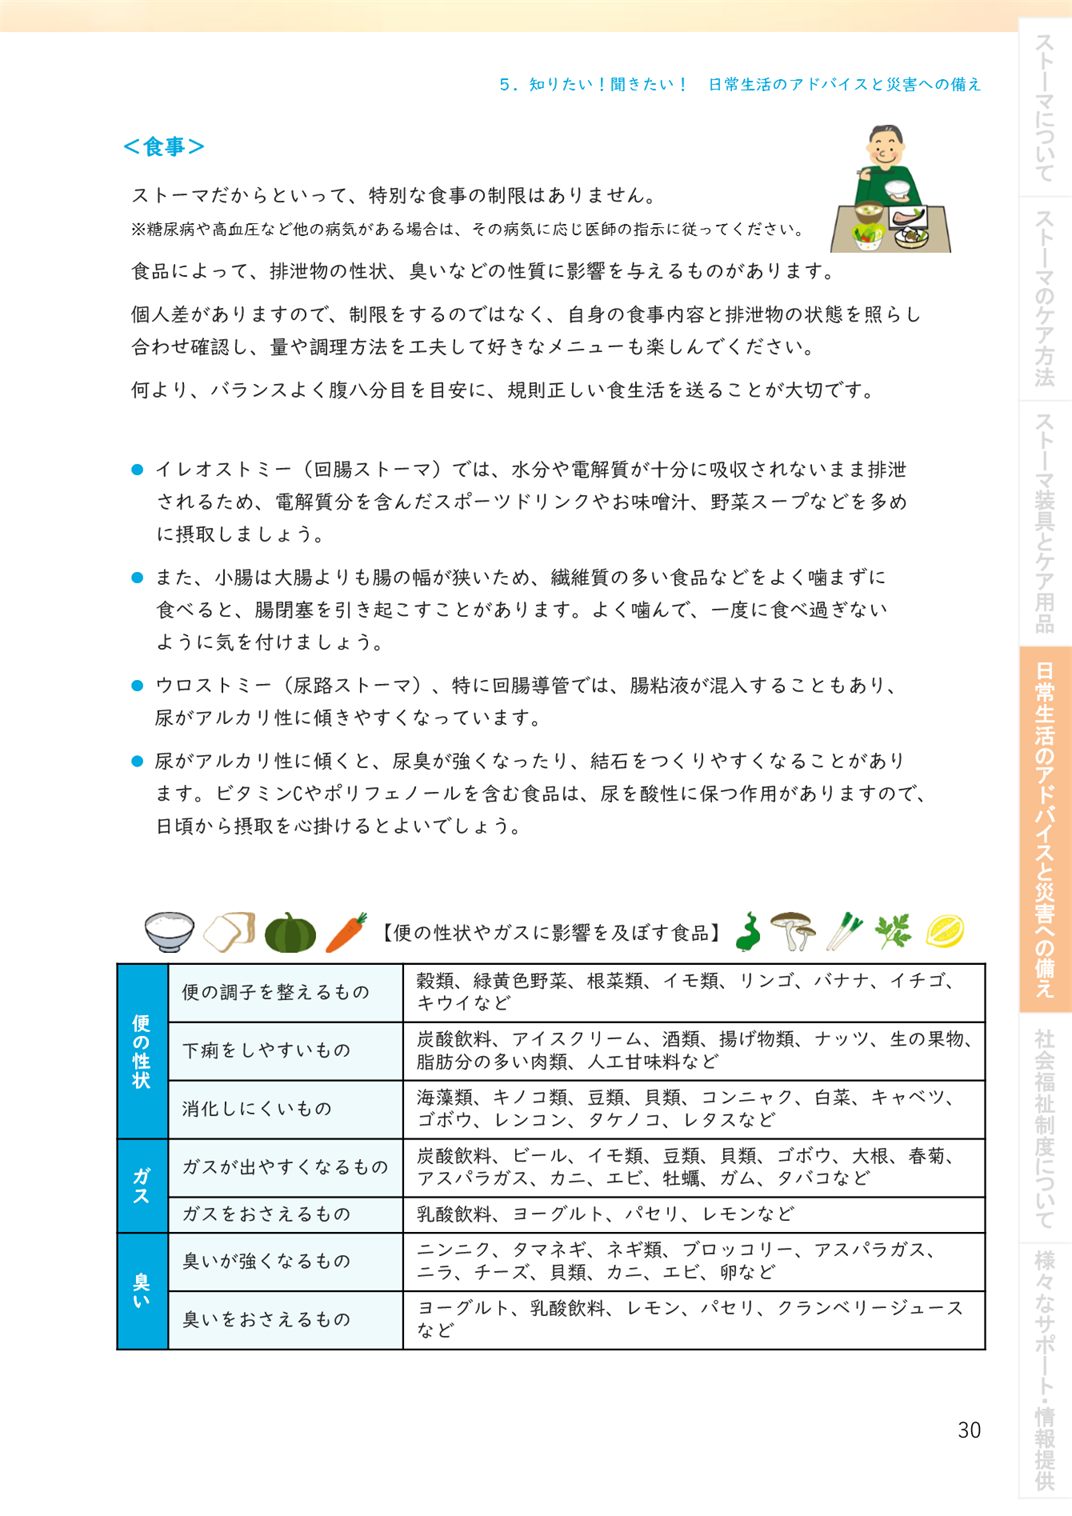 5．知りたい！聞きたい！　日常生活のアドバイスと災害への備え
＜食事＞
ストーマだからといって、特別な食事の制限はありません。
※糖尿病や高血圧など他の病気がある場合は、その病気に応じ医師の指示に従ってください。
食品によって、排泄物の性状、臭いなどの性質に影響を与えるものがあります。
個人差がありますので、制限をするのではなく、自身の食事内容と排泄物の状態を照らし
合わせ確認し、量や調理方法を工夫して好きなメニューも楽しんでください。
何より、バランスよく腹八分目を目安に、規則正しい食生活を送ることが大切です。
● イレオストミー（回腸ストーマ）では、水分や電解質が十分に吸収されないまま排泄
されるため、電解質分を含んだスポーツドリンクやお味噌汁、野菜スープなどを多め
に摂取しましょう。
● また、小腸は大腸よりも腸の幅が狭いため、繊維質の多い食品などをよく噛まずに
食べると、腸閉塞を引き起こすことがあります。よく噛んで、一度に食べ過ぎない
ように気を付けましょう。
● ウロストミー（尿路ストーマ）、特に回腸導管では、腸粘液が混入することもあり、
尿がアルカリ性に傾きやすくなっています。
● 尿がアルカリ性に傾くと、尿臭が強くなったり、結石をつくりやすくなることがあり
ます。ビタミンCやポリフェノールを含む食品は、尿を酸性に保つ作用がありますので、
日頃から摂取を心掛けるとよいでしょう。
【便の性状やガスに影響を及ぼす食品】
便の性状
便の調子を整えるもの
穀類、緑黄色野菜、根菜類、イモ類、リンゴ、バナナ、イチゴ、
キウイなど
下痢をしやすいもの
炭酸飲料、アイスクリーム、酒類、揚げ物類、ナッツ、生の果物、
脂肪分の多い肉類、人工甘味料など
消化しにくいもの
海藻類、キノコ類、豆類、貝類、コンニャク、白菜、キャベツ、
ゴボウ、レンコン、タケノコ、レタスなど
ガス
ガスが出やすくなるもの
炭酸飲料、ビール、イモ類、豆類、貝類、ゴボウ、大根、春菊、
アスパラガス、カニ、エビ、牡蠣、ガム、タバコなど
ガスをおさえるもの
乳酸飲料、ヨーグルト、パセリ、レモンなど
臭い
臭いが強くなるもの
ニンニク、タマネギ、ネギ類、ブロッコリー、アスパラガス、
ニラ、チーズ、貝類、カニ、エビ、卵など
臭いをおさえるもの
ヨーグルト、乳酸飲料、レモン、パセリ、クランベリージュース
など
30
ストーマについて
ストーマのケア方法
ストーマ装具とケア用品
日常生活のアドバイスと災害への備え
社会福祉制度について
様々なサポート・情報提供